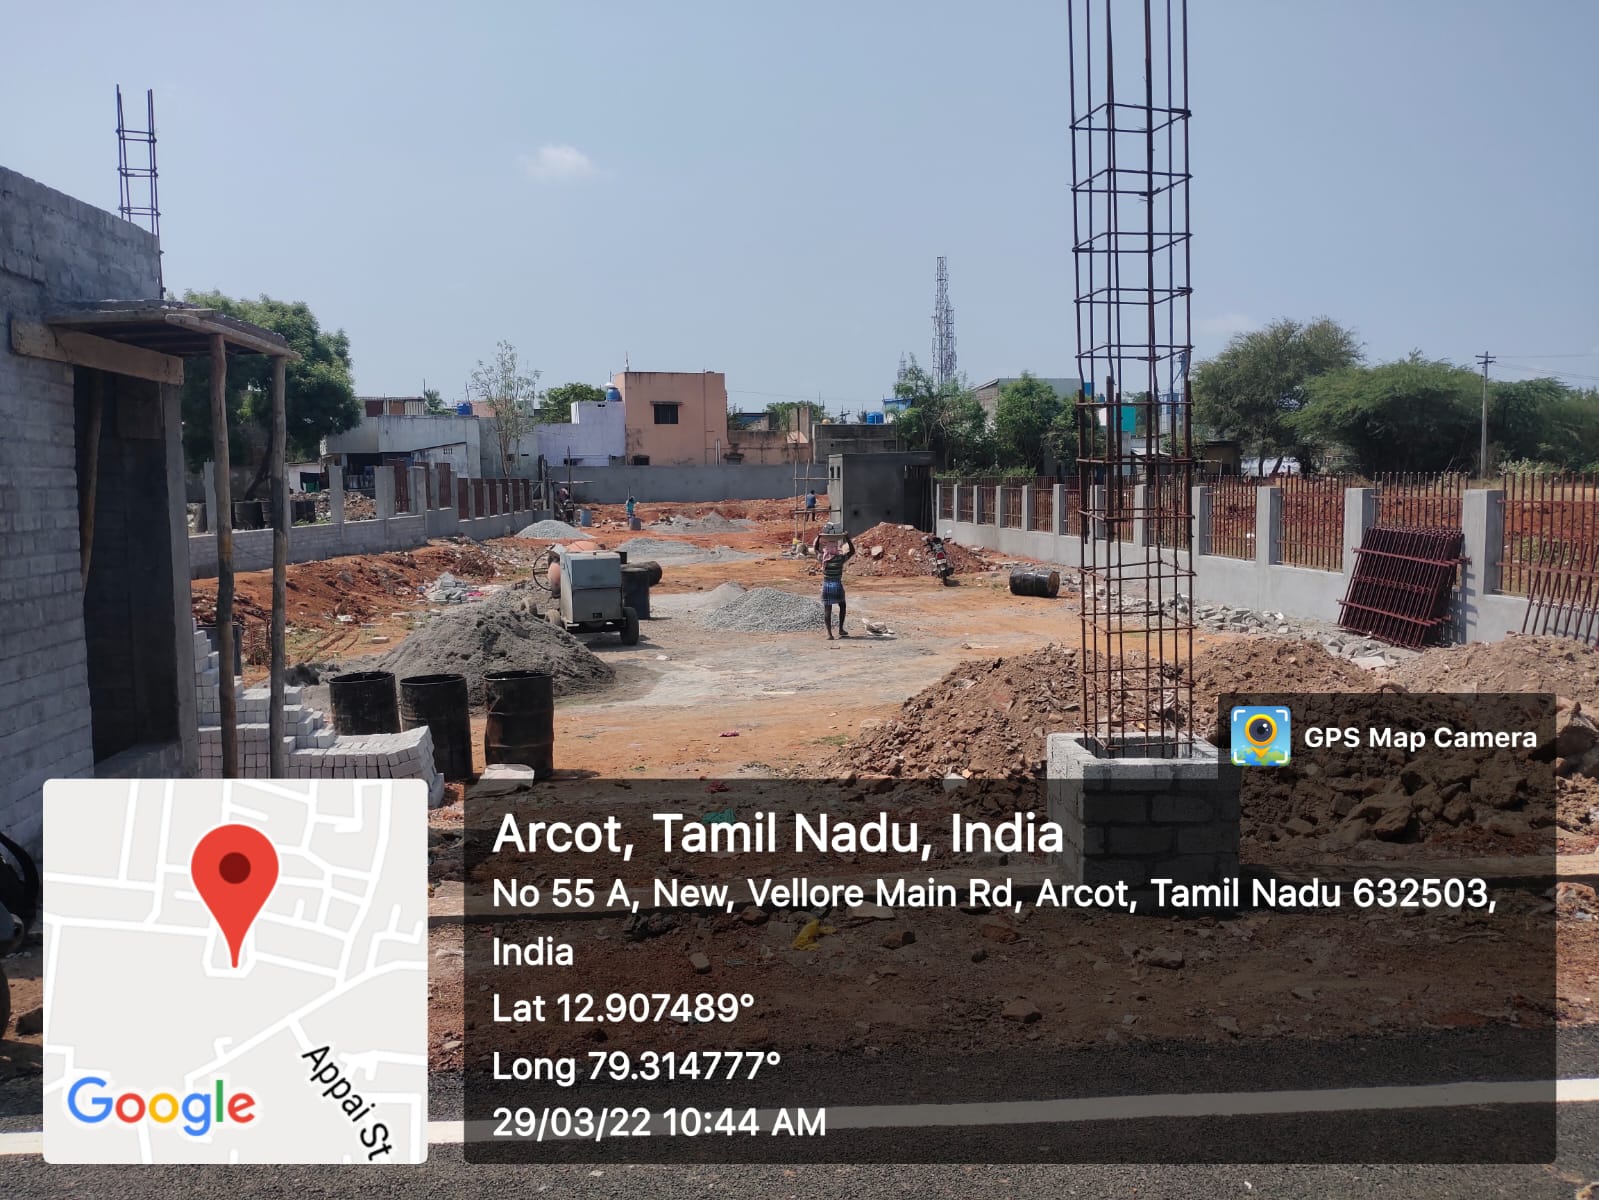 GPS Map Camera
Arcot, Tamil Nadu, India
No 55 A, New, Vellore Main Rd, Arcot, Tamil Nadu 632503,
India
Lat 12.907489°
Long 79.314777°
29/03/22 10:44 AM
Appai St
Google